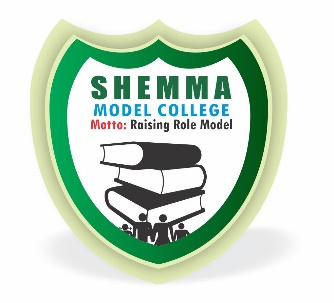 SHEMMA
MODEL COLLEGE
Motto: Raising Role Model